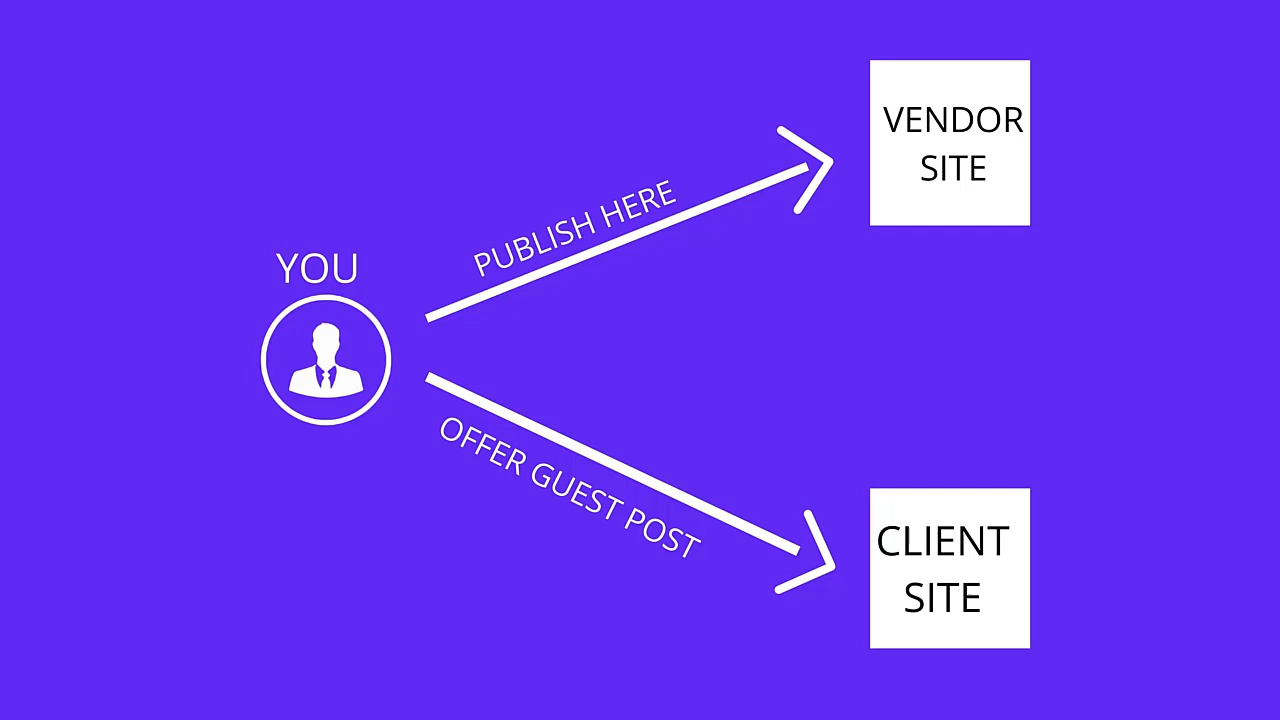 YOU
PUBLISH HERE
VENDOR
SITE
OFFER GUEST POST
CLIENT
SITE